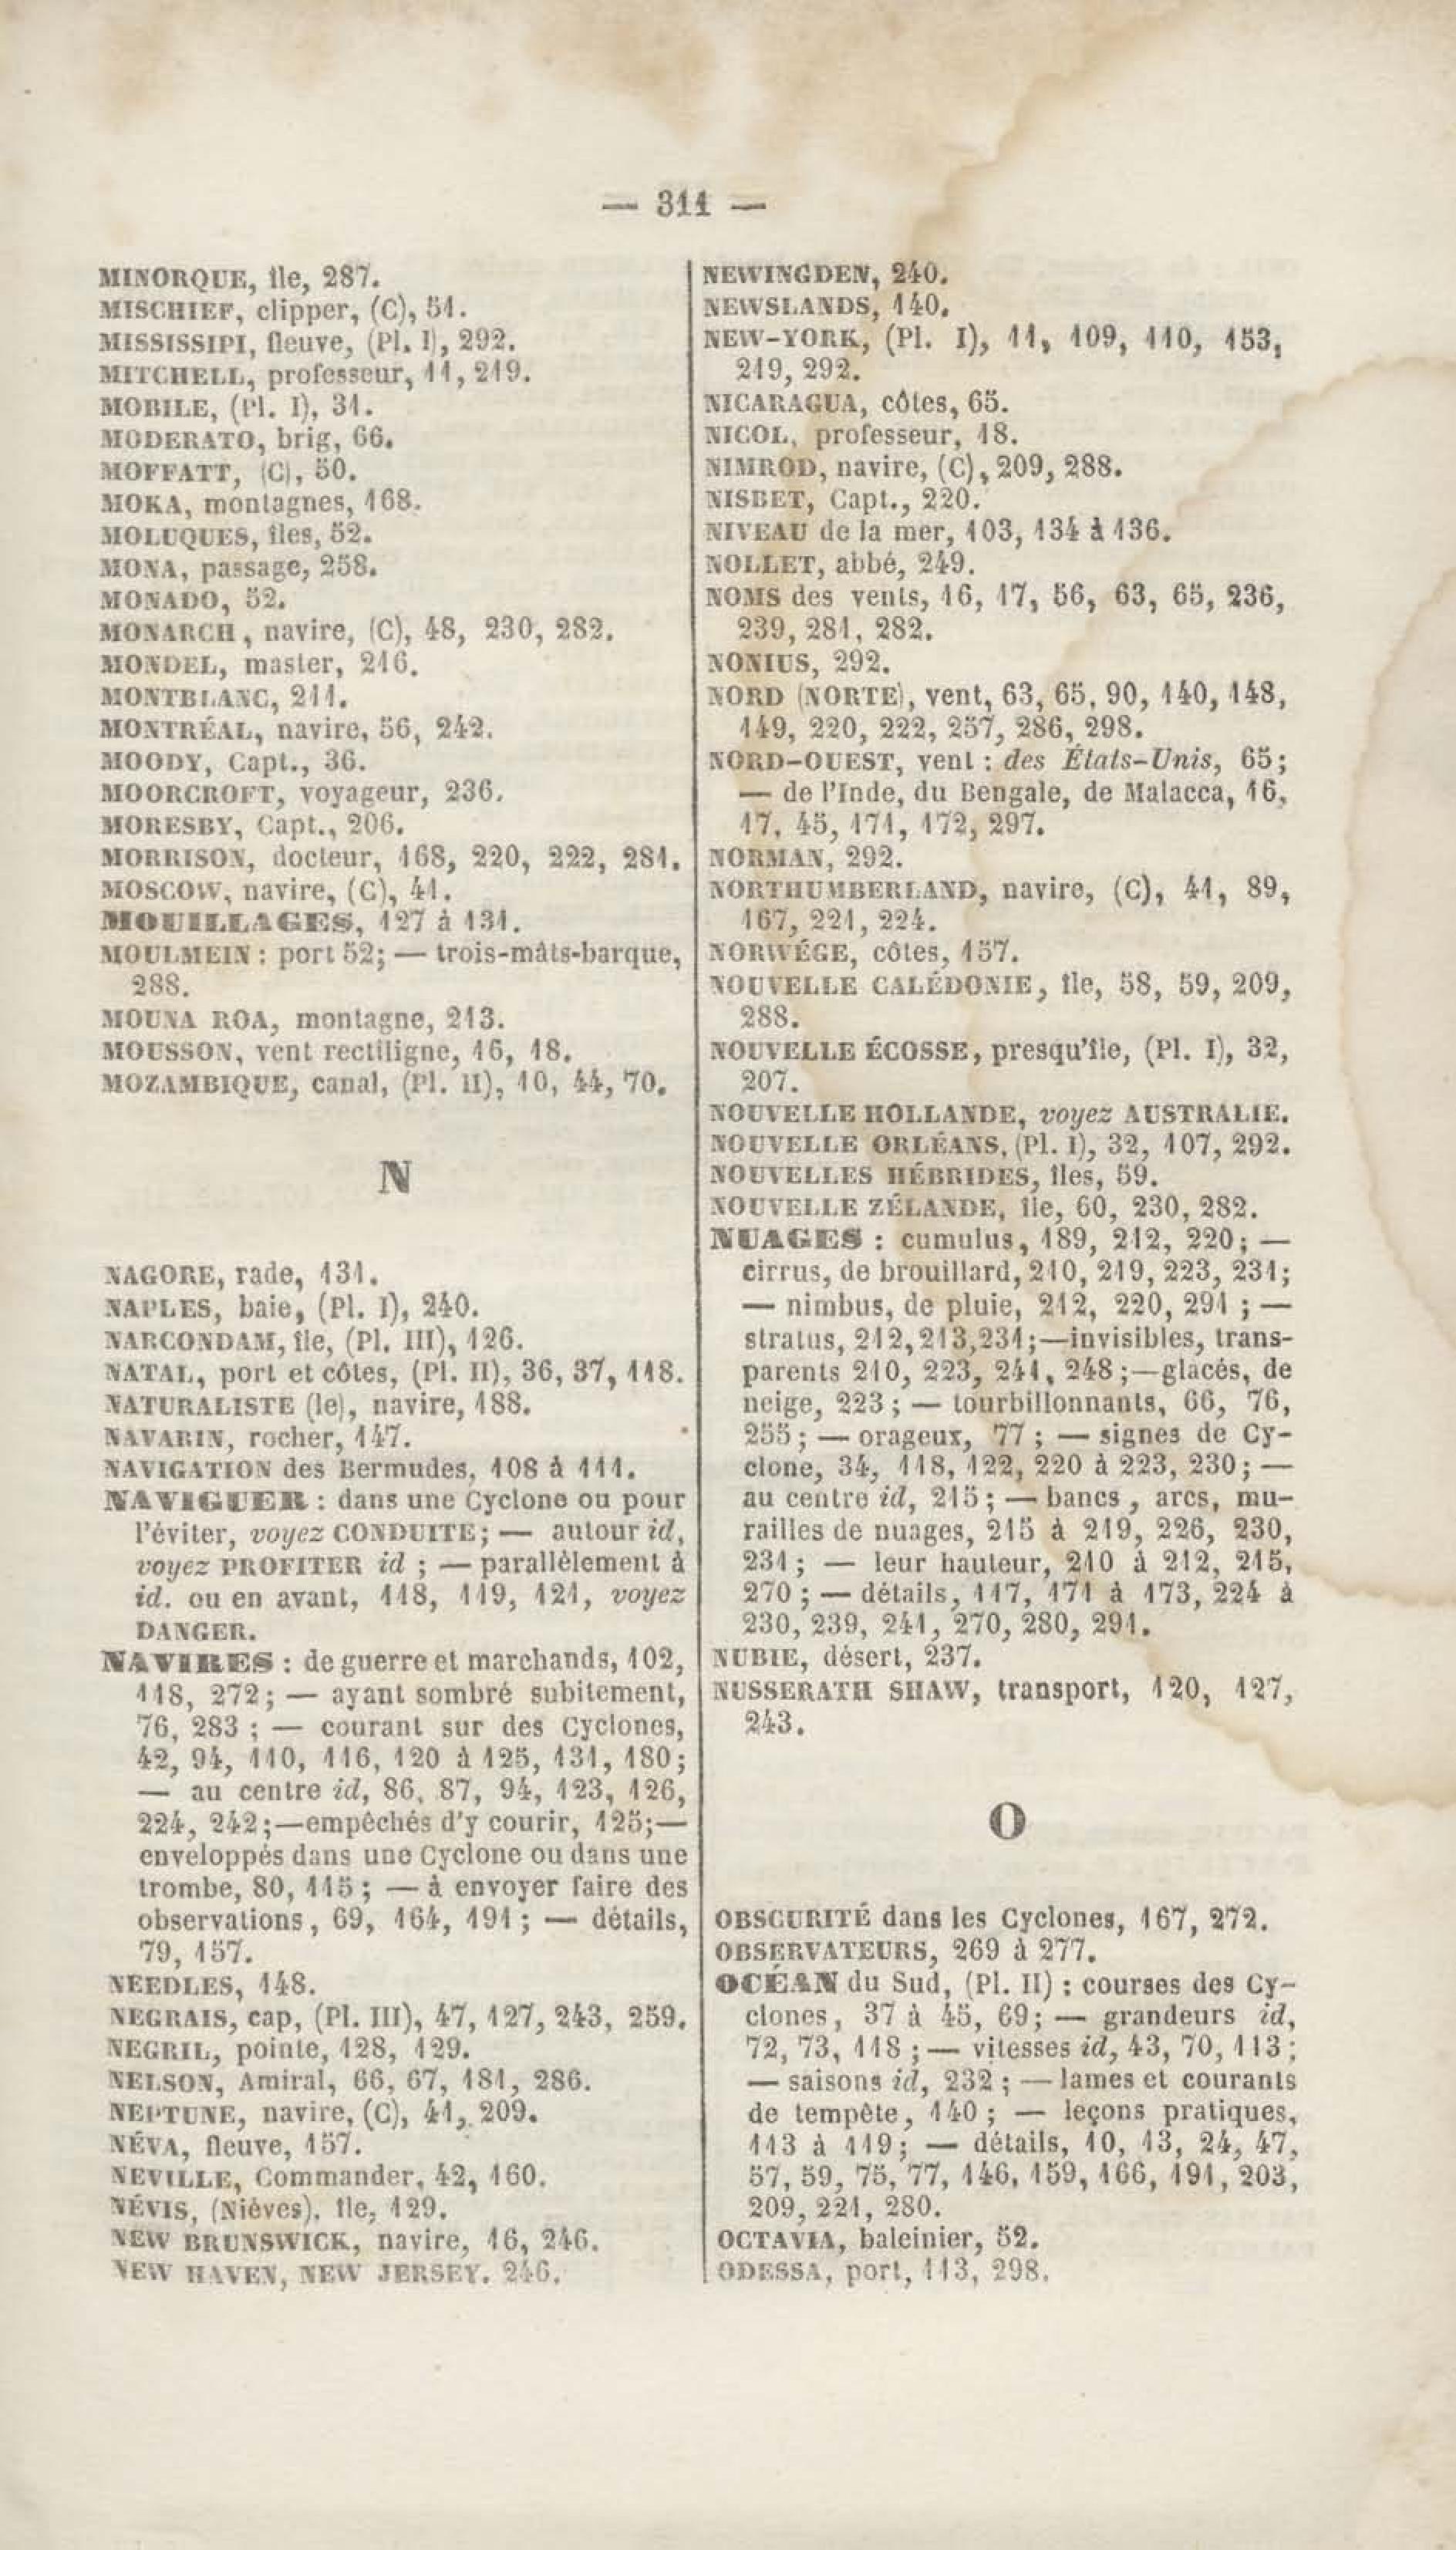 — 311 —
MINORQUE, île, 287.
MISCHIEF, clipper, (C), 51.
MISSISSIPI, fleuve, (Pl. I), 292.
MITCHELL, professeur, 11, 219.
MOBILE, (Pl. I), 31.
MODERATO, brig, 66.
MOFFATT, (C), 50.
MOKA, montagnes, 168.
MOLUQUES, îles, 52.
MONA, passage, 258.
MONADO, 52.
MONARCH, navire, (C), 48, 230, 282.
MONDEL, master, 216.
MONTBLANC, 211.
MONTRÉAL, navire, 56, 242.
MOODY, Capt., 36.
MOORCROFT, voyageur, 236.
MORESBY, Capt., 206.
MORRISON, docteur, 168, 220, 222, 281.
MOSCOW, navire, (C), 41.
MOUILLAGES, 127 à 131.
MOULMEIN : port 52; — trois-mâts-barque,
288.
MOUNA ROA, montagne, 213.
MOUSSON, vent rectiligne, 16, 18.
MOZAMBIQUE, canal, (Pl. II), 10, 44, 70.
N
NAGORE, rade, 131.
NAPLES, baie, (Pl. I), 240.
NARCONDAM, île, (Pl. III), 126.
NATAL, port et côtes, (Pl. II), 36, 37, 118.
NATURALISTE (le), navire, 188.
NAVARIN, rocher, 147.
NAVIGATION des Bermudes, 108 à 111.
NAVIGUER : dans une Cyclone ou pour
l'éviter, voyez CONDUITE; — autour id,
voyez PROFITER id ; — parallèlement à
id. ou en avant, 118, 119, 121, voyez
DANGER.
NAVIRES : de guerre et marchands, 102,
118, 272; — ayant sombré subitement,
76, 283 ; — courant sur des Cyclones,
42, 94, 110, 116, 120 à 125, 131, 180;
— au centre id, 86, 87, 94, 123, 126,
224, 242;—empêchés d'y courir, 125;—
enveloppés dans une Cyclone ou dans une
trombe, 80, 115 ; — à envoyer faire des
observations, 69, 164, 191 ; — détails,
79, 157.
NEEDLES, 148.
NEGRAIS, cap, (Pl. III), 47, 127, 243, 259.
NEGRIL, pointe, 128, 129.
NELSON, Amiral, 66, 67, 181, 286.
NEPTUNE, navire, (C), 41, 209.
NÉVA, fleuve, 157.
NEVILLE, Commander, 42, 160.
NÉVIS, (Nièves), île, 129.
NEW BRUNSWICK, navire, 16, 246.
NEW HAVEN, NEW JERSEY. 246.
NEWINGDEN, 240.
NEWSLANDS, 140.
NEW-YORK, (Pl. I), 11, 109, 110, 153,
219, 292.
NICARAGUA, côtes, 65.
NICOL, professeur, 18.
NIMROD, navire, (C), 209, 288.
NISBET, Capt., 220.
NIVEAU de la mer, 103, 134 à 136.
NOLLET, abbé, 249.
NOMS des vents, 16, 17, 56, 63, 65, 236,
239, 281, 282.
NONIUS, 292.
NORD (NORTE), vent, 63, 65, 90, 140, 148,
149, 220, 222, 257, 286, 298.
NORD-OUEST, vent : des États-Unis, 65;
— de l'Inde, du Bengale, de Malacca, 16,
17, 45, 171, 172, 297.
NORMAN, 292.
NORTHUMBERLAND, navire, (C), 41, 89,
167, 221, 224.
NORWÉGE, côtes, 157.
NOUVELLE CALÉDONIE, île, 58, 59, 209,
288.
NOUVELLE ÉCOSSE, presqu'île, (Pl. I), 32,
207.
NOUVELLE HOLLANDE, voyez AUSTRALIE.
NOUVELLE ORLÉANS, (Pl. I), 32, 107, 292.
NOUVELLES HÉBRIDES, îles, 59.
NOUVELLE ZÉLANDE, île, 60, 230, 282.
NUAGES : cumulus, 189, 212, 220; —
cirrus, de brouillard, 210, 219, 223, 231;
— nimbus, de pluie, 212, 220, 291 ; —
stratus, 212, 213, 231;—invisibles, trans-
parents 210, 223, 241, 248;—glacés, de
neige, 223 ; — tourbillonnants, 66, 76,
255 ; — orageux, 77 ; — signes de Cy-
clone, 34, 118, 122, 220 à 223, 230; —
au centre id, 215 ; — bancs, arcs, mu-
railles de nuages, 215 à 219, 226, 230,
231 ; — leur hauteur, 210 à 212, 215,
270 ; — détails, 117, 171 à 173, 224 à
230, 239, 241, 270, 280, 291.
NUBIE, désert, 237.
NUSSERATH SHAW, transport, 120, 127,
243.
O
OBSCURITÉ dans les Cyclones, 167, 272.
OBSERVATEURS, 269 à 277.
OCÉAN du Sud, (Pl. II) : courses des Cy-
clones, 37 à 45, 69; — grandeurs id,
72, 73, 118 ; — vitesses id, 43, 70, 113 ;
— saisons id, 232 ; — lames et courants
de tempête, 140 ; — leçons pratiques,
113 à 119; — détails, 10, 13, 24, 47,
57, 59, 75, 77, 146, 159, 166, 191, 203,
209, 221, 280.
OCTAVIA, baleinier, 52.
ODESSA, port, 113, 298.